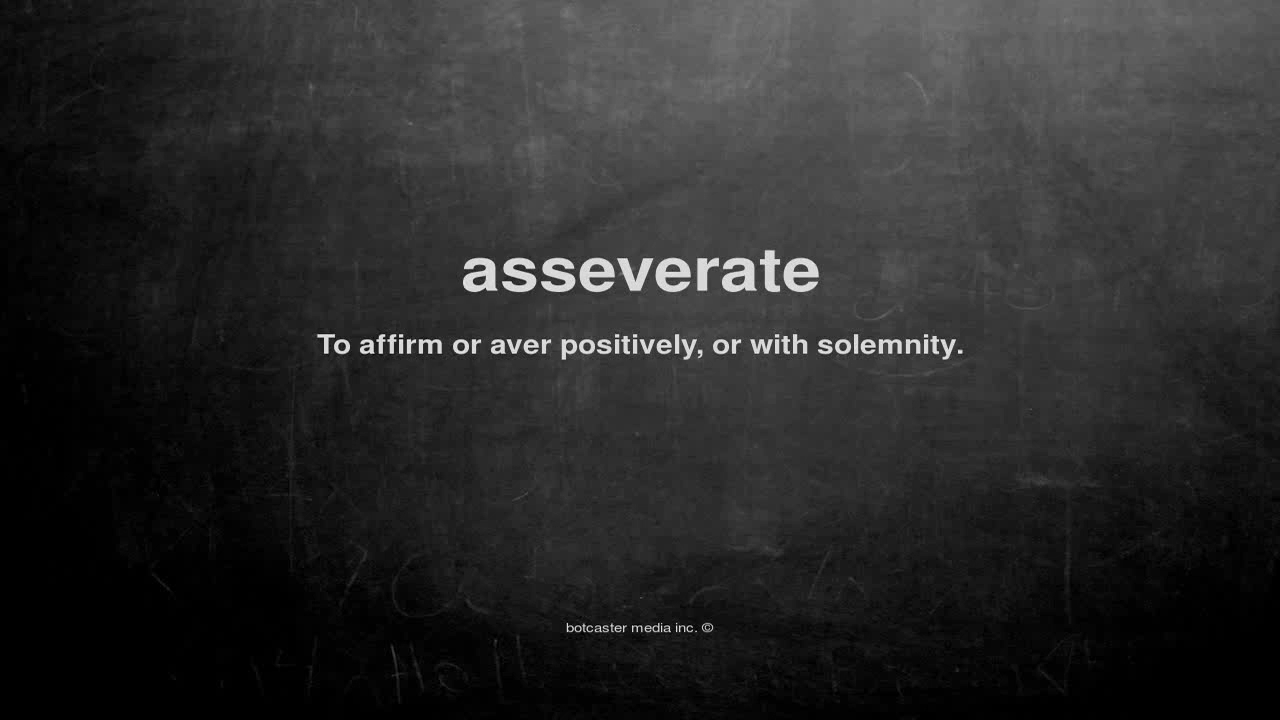 asseverate
To affirm or aver positively, or with solemnity.
botcaster media inc. ©